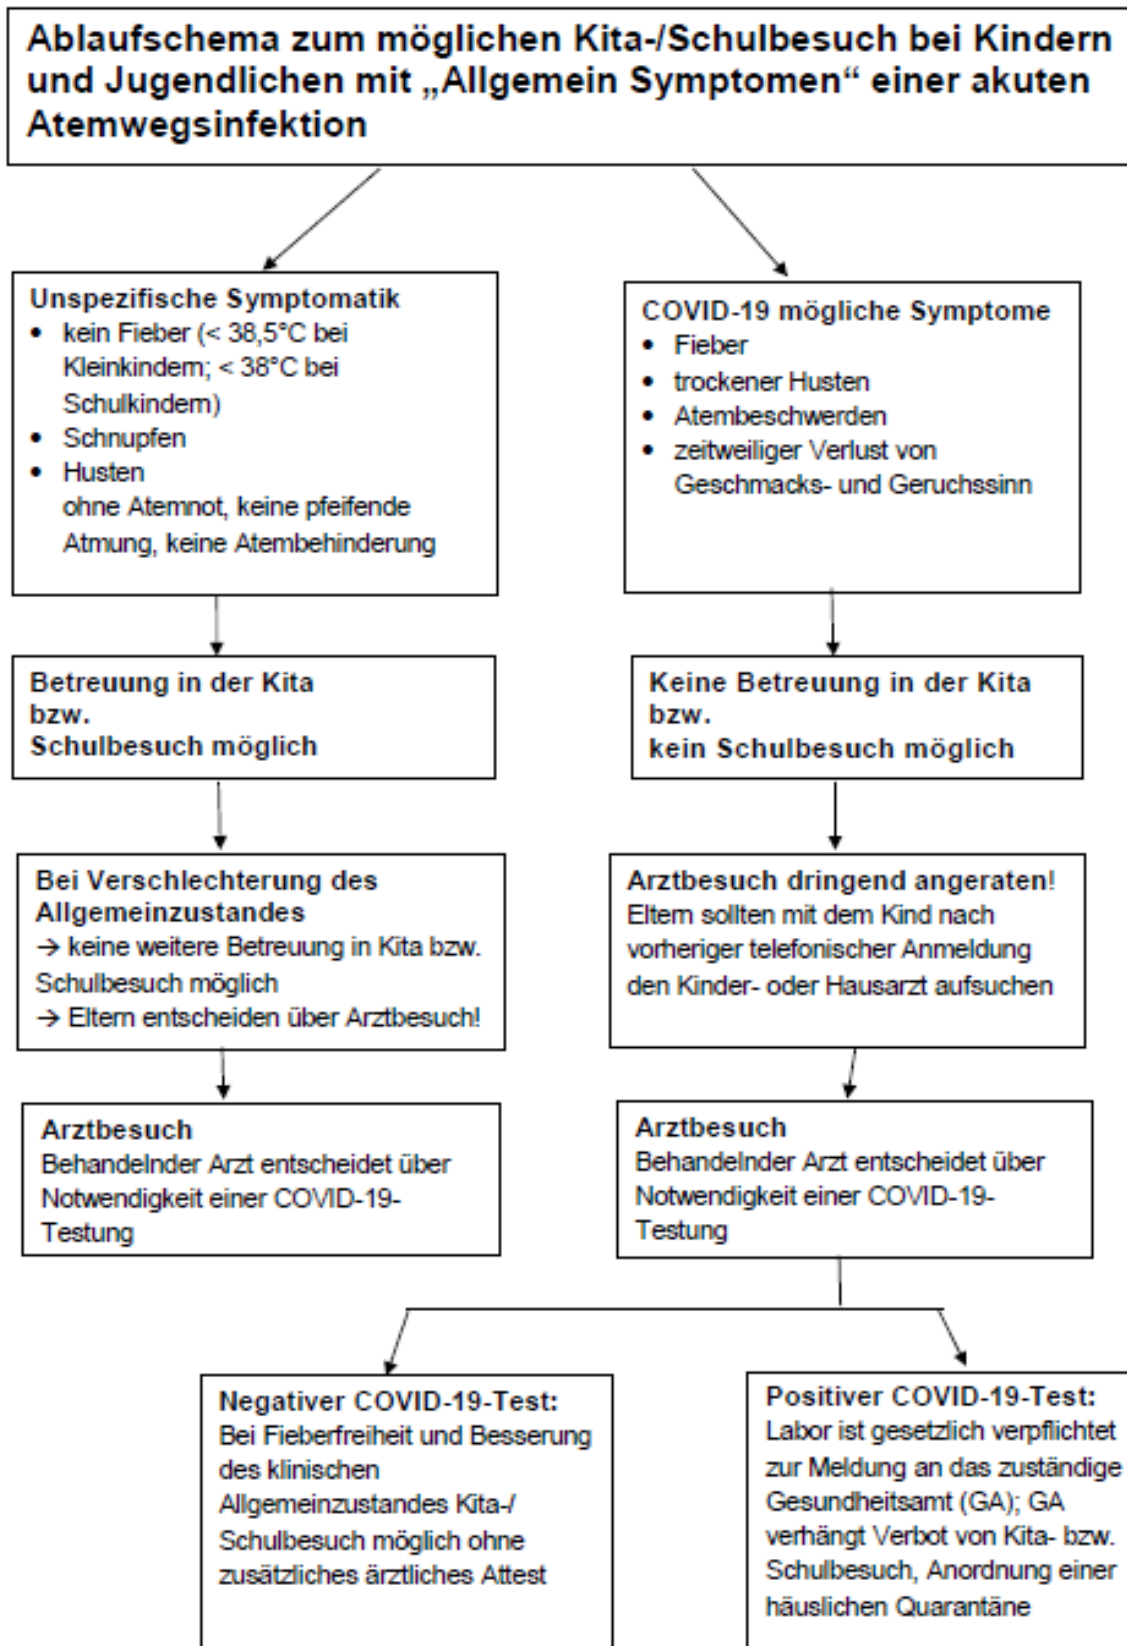 Ablaufschema zum möglichen Kita-/Schulbesuch bei Kindern
und Jugendlichen mit „Allgemein Symptomen“ einer akuten
Atemwegsinfektion
Unspezifische Symptomatik
• kein Fieber (< 38,5°C bei
Kleinkindern; < 38°C bei
Schulkindern)
• Schnupfen
• Husten
ohne Atemnot, keine pfeifende
Atmung, keine Atembehinderung
Betreuung in der Kita
bzw.
Schulbesuch möglich
Bei Verschlechterung des
Allgemeinzustandes
→ keine weitere Betreuung in Kita bzw.
Schulbesuch möglich
→ Eltern entscheiden über Arztbesuch!
Arztbesuch
Behandelnder Arzt entscheidet über
Notwendigkeit einer COVID-19-
Testung
COVID-19 mögliche Symptome
• Fieber
• trockener Husten
• Atembeschwerden
• zeitweiliger Verlust von
Geschmacks- und Geruchssinn
Keine Betreuung in der Kita
bzw.
kein Schulbesuch möglich
Arztbesuch dringend angeraten!
Eltern sollten mit dem Kind nach
vorheriger telefonischer Anmeldung
den Kinder- oder Hausarzt aufsuchen
Arztbesuch
Behandelnder Arzt entscheidet über
Notwendigkeit einer COVID-19-
Testung
Negativer COVID-19-Test:
Bei Fieberfreiheit und Besserung
des klinischen
Allgemeinzustandes Kita-/
Schulbesuch möglich ohne
zusätzliches ärztliches Attest
Positiver COVID-19-Test:
Labor ist gesetzlich verpflichtet
zur Meldung an das zuständige
Gesundheitsamt (GA); GA
verhängt Verbot von Kita- bzw.
Schulbesuch, Anordnung einer
häuslichen Quarantäne